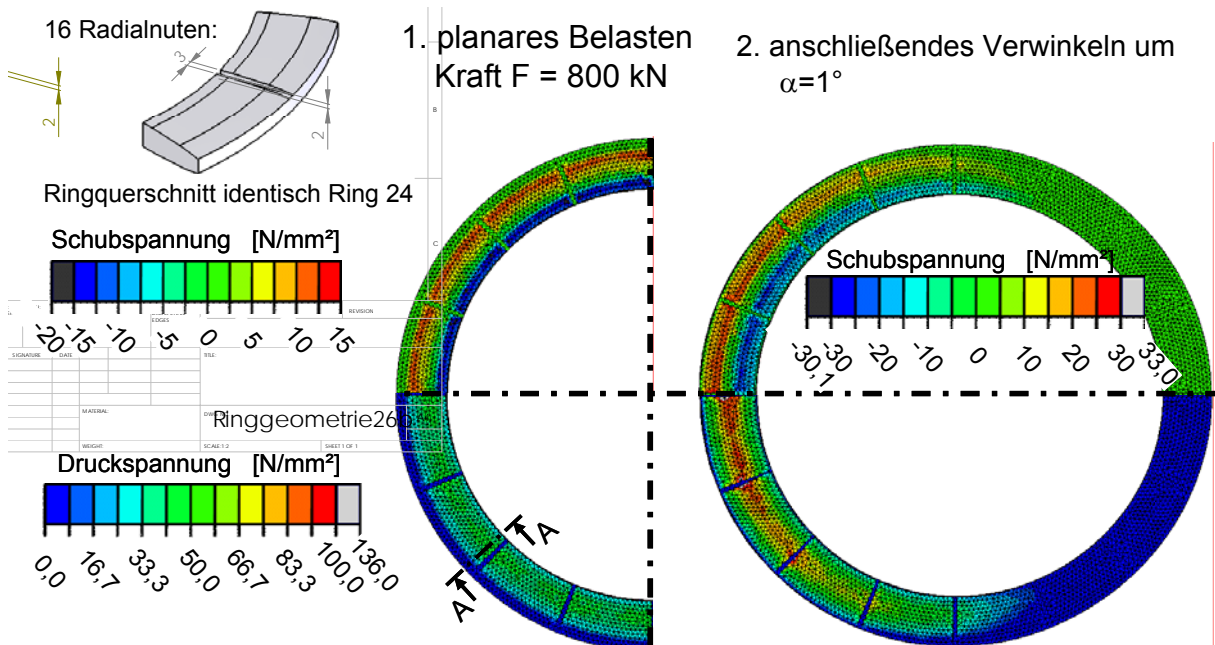 16 Radialnuten:
3
2
2
1. planares Belasten
Kraft F = 800 kN
2. anschließendes Verwinkeln um
α=1°
B
C
Ringquerschnitt identisch Ring 24
Schubspannung [N/mm²]
-20 -15 -10 -5 0 5 10 15
EDGES
REVISION
SIGNATURE DATE
TITLE:
MATERIAL:
DWG
Ringgeometrie26b
WEIGHT:
SCALE:1:2
SHEET 1 OF 1
Druckspannung [N/mm²]
0,0 16,7 33,3 50,0 66,7 83,3 100,0 136,0
A
A
Schubspannung [N/mm²]
-30,1 -30 -20 -10 0 10 20 30 33,0